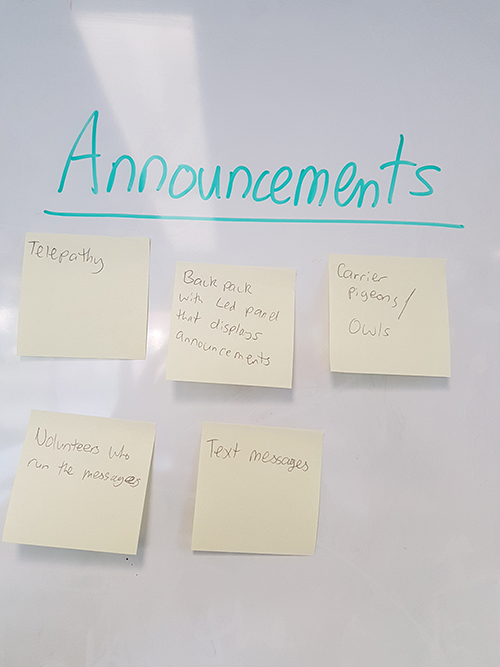 Announcements
Telepathy
Back pack
with Led panel
that displays
announcements
Carrier
pigeons/
Owls
Volunteers who
run the messages
Text messages